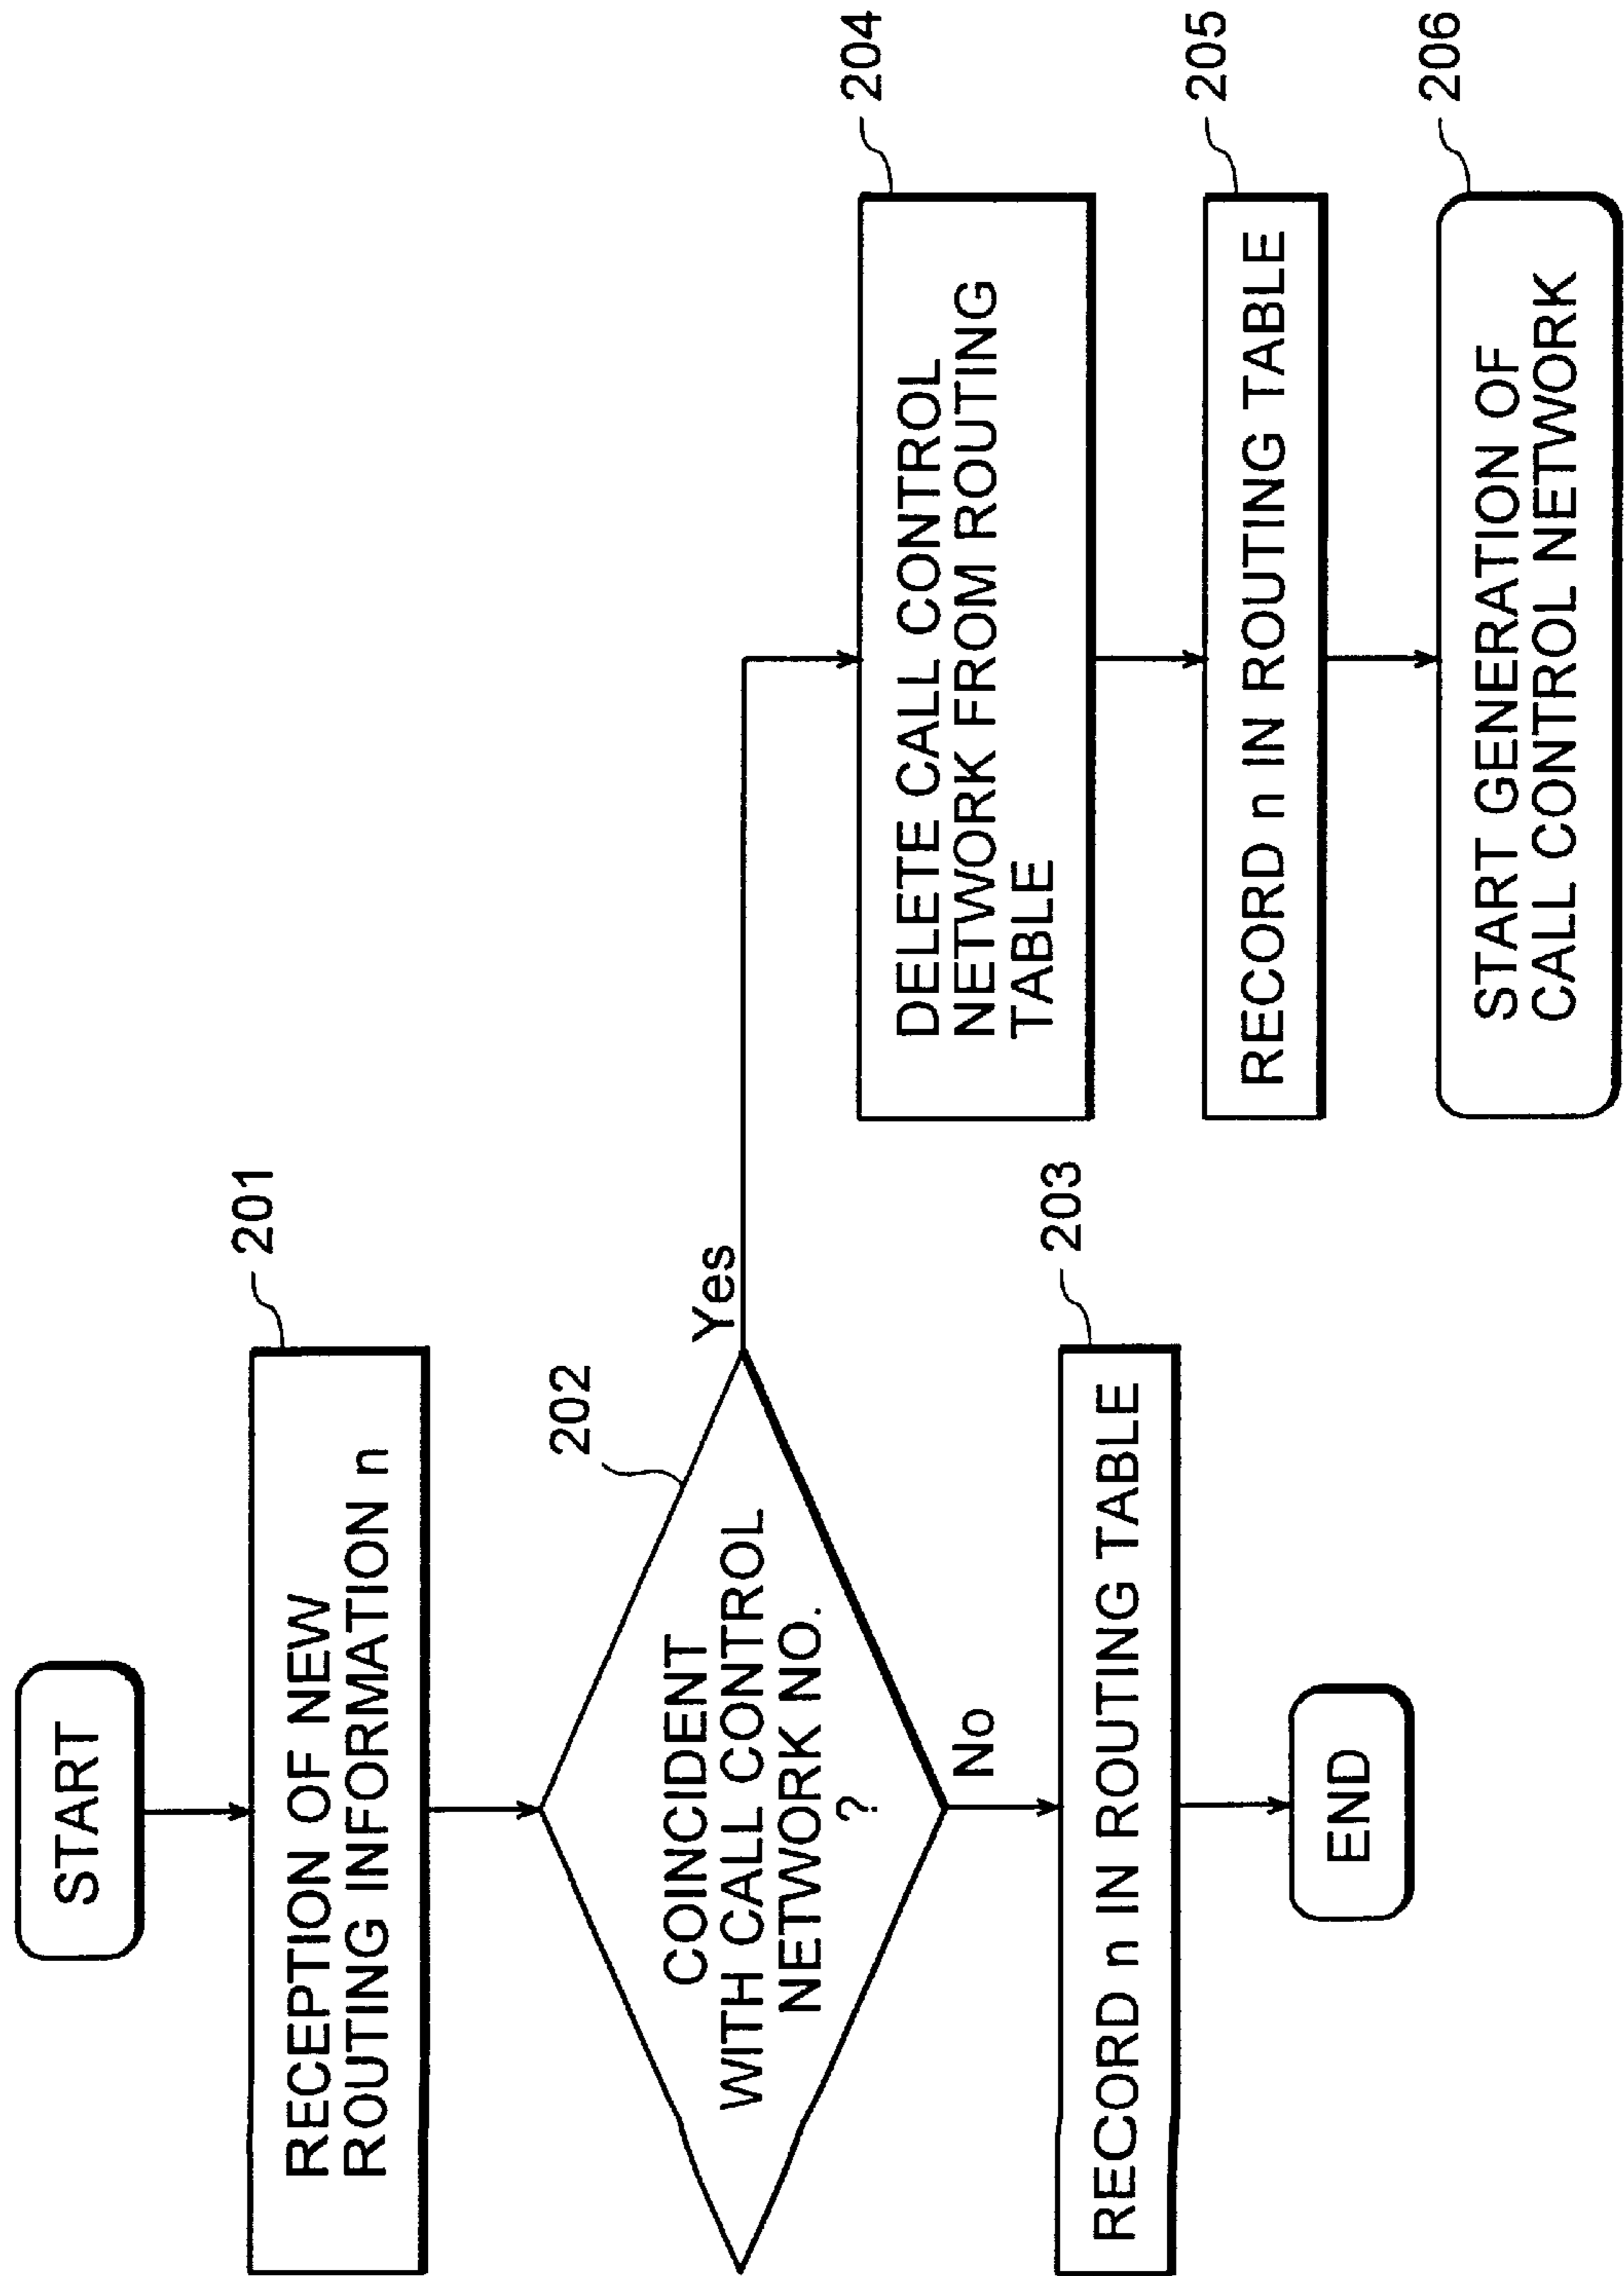 START
201
RECEPTION OF NEW
ROUTING INFORMATION n
202
COINCIDENT
WITH CALL CONTROL
NETWORK NO.
?
Yes
No
203
RECORD n IN ROUTING TABLE
END
204
DELETE CALL CONTROL
NETWORK FROM ROUTING
TABLE
205
RECORD n IN ROUTING TABLE
206
START GENERATION OF
CALL CONTROL NETWORK